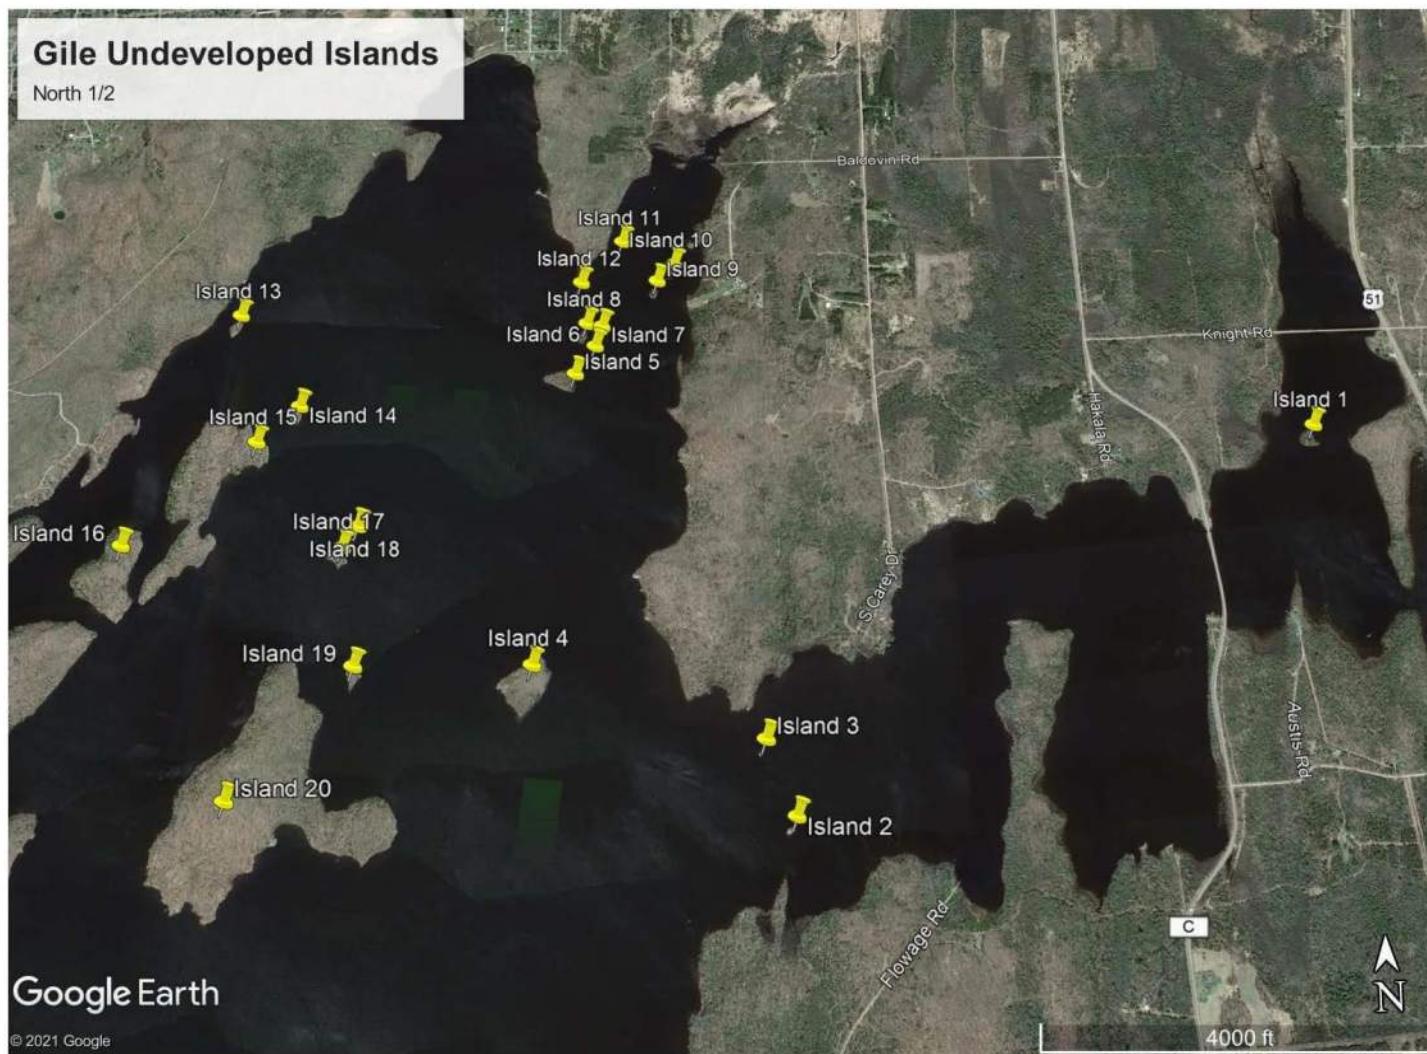 Gile Undeveloped Islands
North 1/2
Baldovin Rd
Island 11
Island 10
Island 12
Island 9
Island 13
Island 8
51
Island 6
Island 7
Knight Rd
Island 5
Island 1
Island 15
Island 14
Hakala Rd
Island 17
Island 16
Island 18
S Carey Dr
Island 4
Island 19
Island 3
Austis Rd
Island 20
Island 2
Flowage Rd
C
Google Earth
N
© 2021 Google
4000 ft